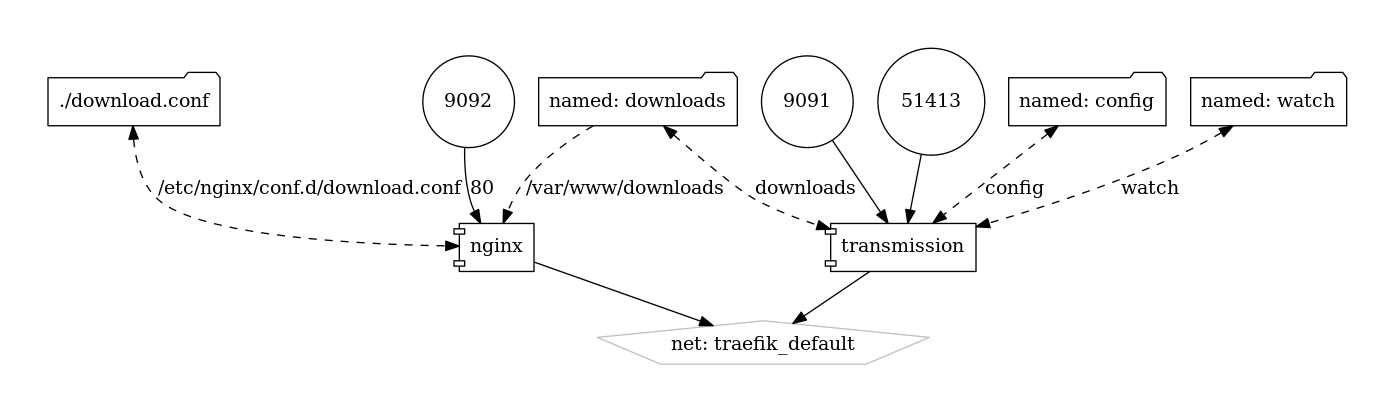 ./download.conf
9092
named: downloads
9091
51413
named: config
named: watch
/etc/nginx/conf.d/download.conf
80
/var/www/downloads
downloads
config
watch
nginx
transmission
net: traefik_default